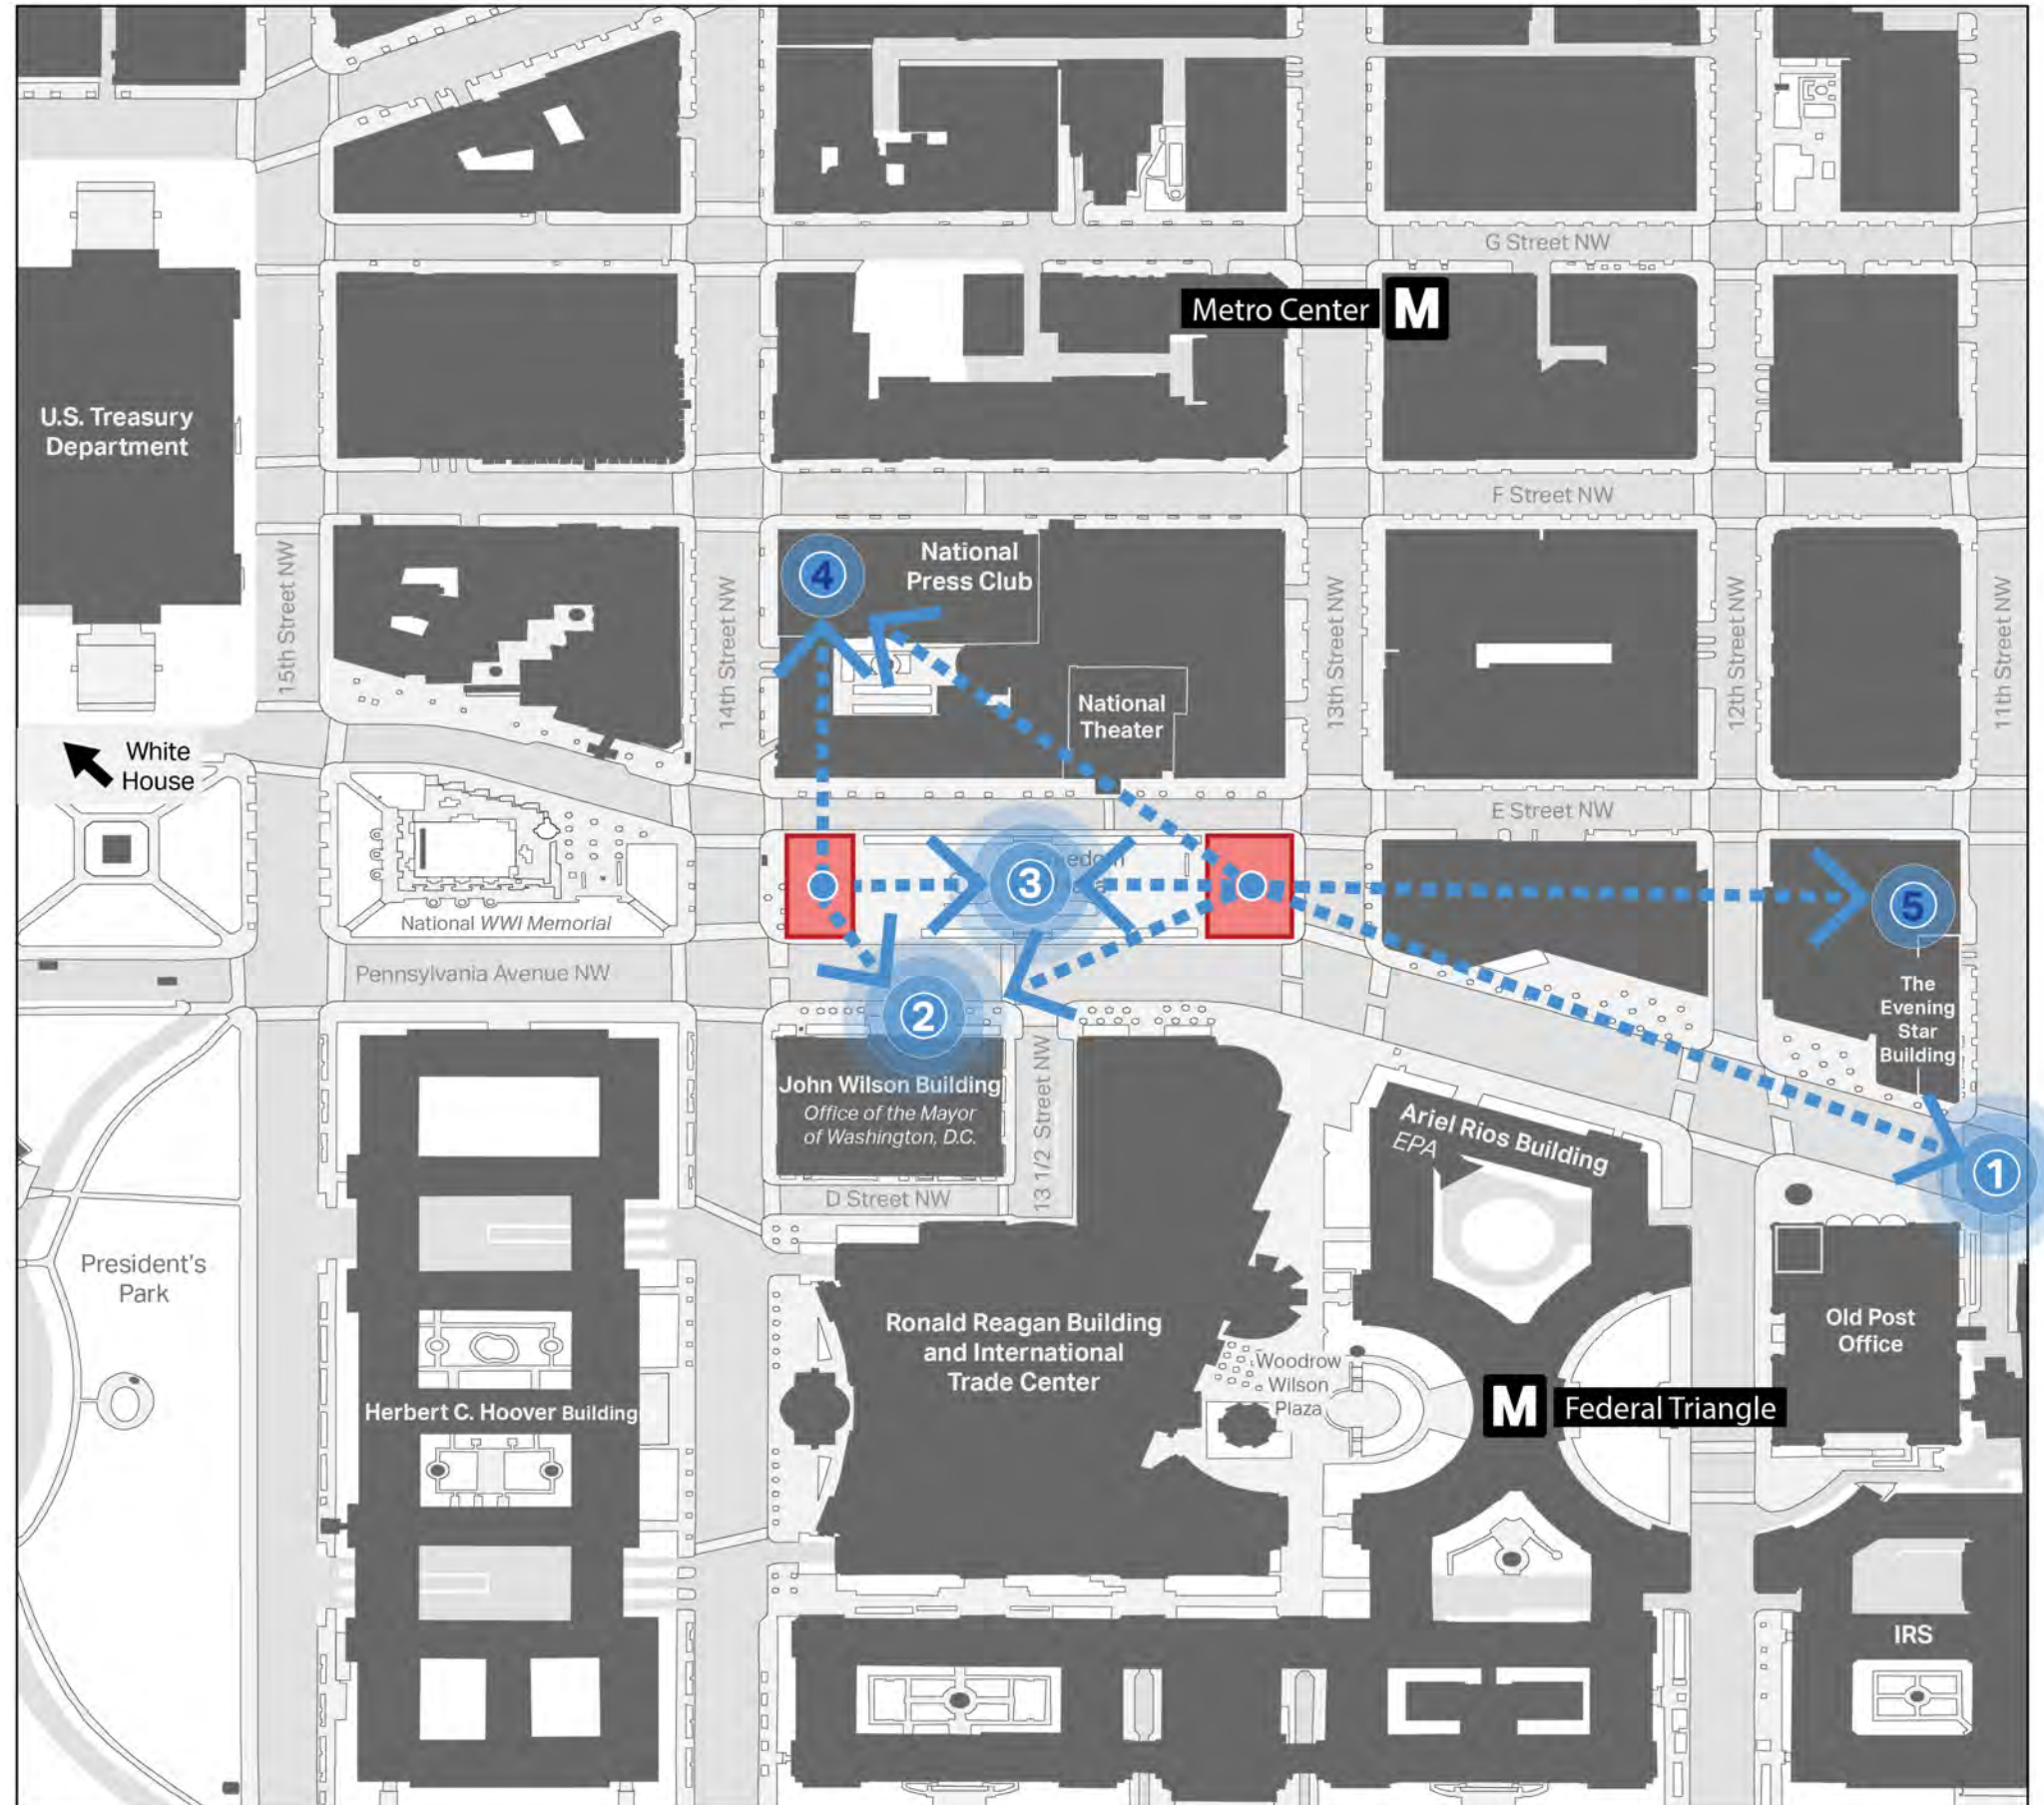 G Street NW
Metro Center M
U.S. Treasury
Department
F Street NW
15th Street NW
14th Street NW
13th Street NW
12th Street NW
11th Street NW
4
National
Press Club
National
Theater
White
House
E Street NW
3
5
National WWI Memorial
Pennsylvania Avenue NW
2
The
Evening
Star
Building
John Wilson Building
Office of the Mayor
of Washington, D.C.
13 1/2 Street NW
Ariel Rios Building
EPA
1
D Street NW
President's
Park
Ronald Reagan Building
and International
Trade Center
Old Post
Office
Woodrow
Wilson
Plaza
Herbert C. Hoover Building
M Federal Triangle
IRS